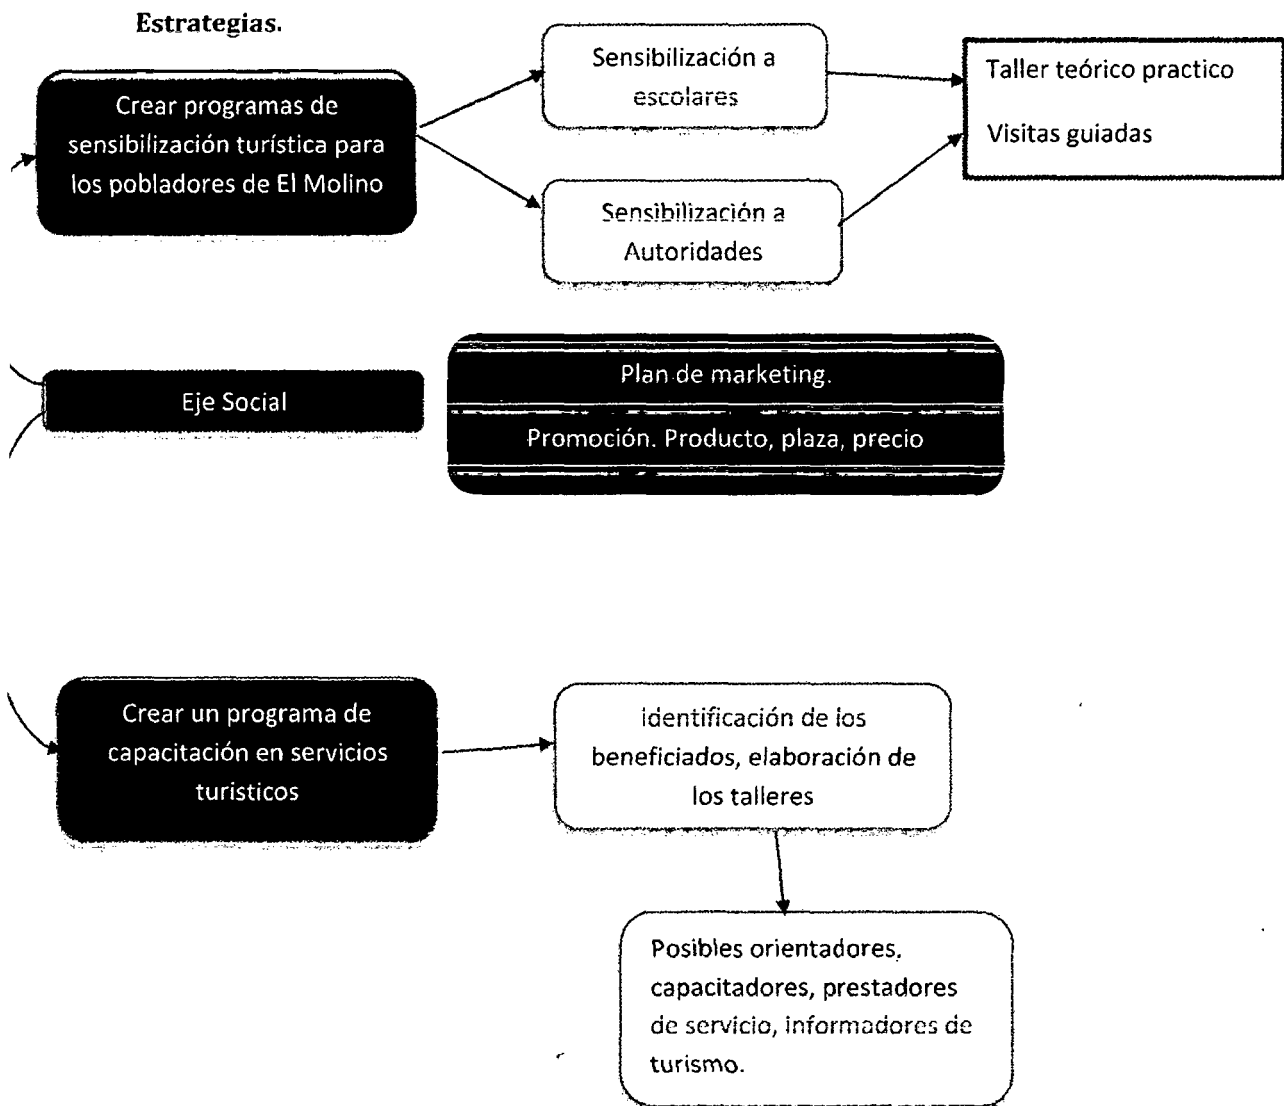 Estrategias.
Crear programas de
sensibilización turística para
los pobladores de El Molino
Sensibilización a
escolares
Sensibilización a
Autoridades
Taller teórico practico
Visitas guiadas
Eje Social
Plan de marketing.
Promoción. Producto, plaza, precio
Crear un programa de
capacitación en servicios
turisticos
identificación de los
beneficiados, elaboración de
los talleres
Posibles orientadores,
capacitadores, prestadores
de servicio, informadores de
turismo.